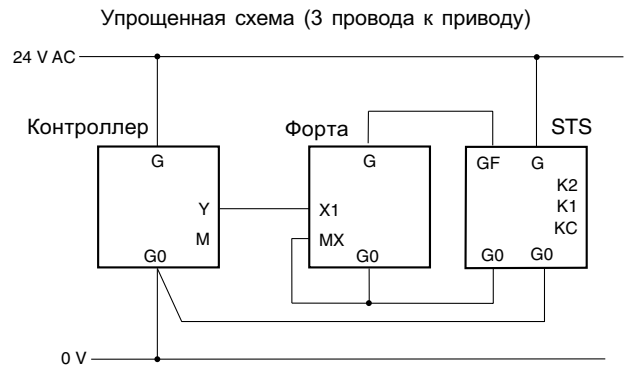 Упрощенная схема (3 провода к приводу)
24 V AC
Контроллер
Форта
STS
G
G
GF G
K2
K1
KC
Y
X1
M
MX
G0
G0
G0 G0
0 V